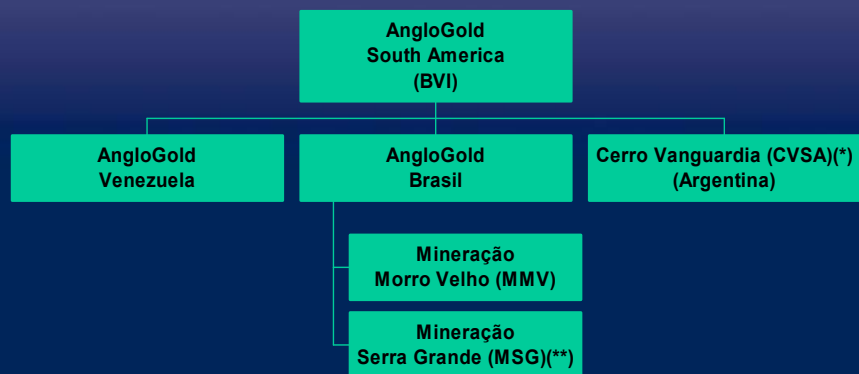 AngloGold
South America
(BVI)
AngloGold
Venezuela
AngloGold
Brasil
Cerro Vanguardia (CVSA)(*)
(Argentina)
Mineração
Morro Velho (MMV)
Mineração
Serra Grande (MSG)(**)